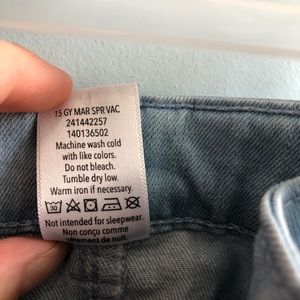 15 GY MAR SPR VAC
241442257
140136502
Machine wash cold
with like colors.
Do not bleach.
Tumble dry low.
Warm iron if necessary.
30
Not intended for sleepwear.
Non conçu comme
vêtement de nuit